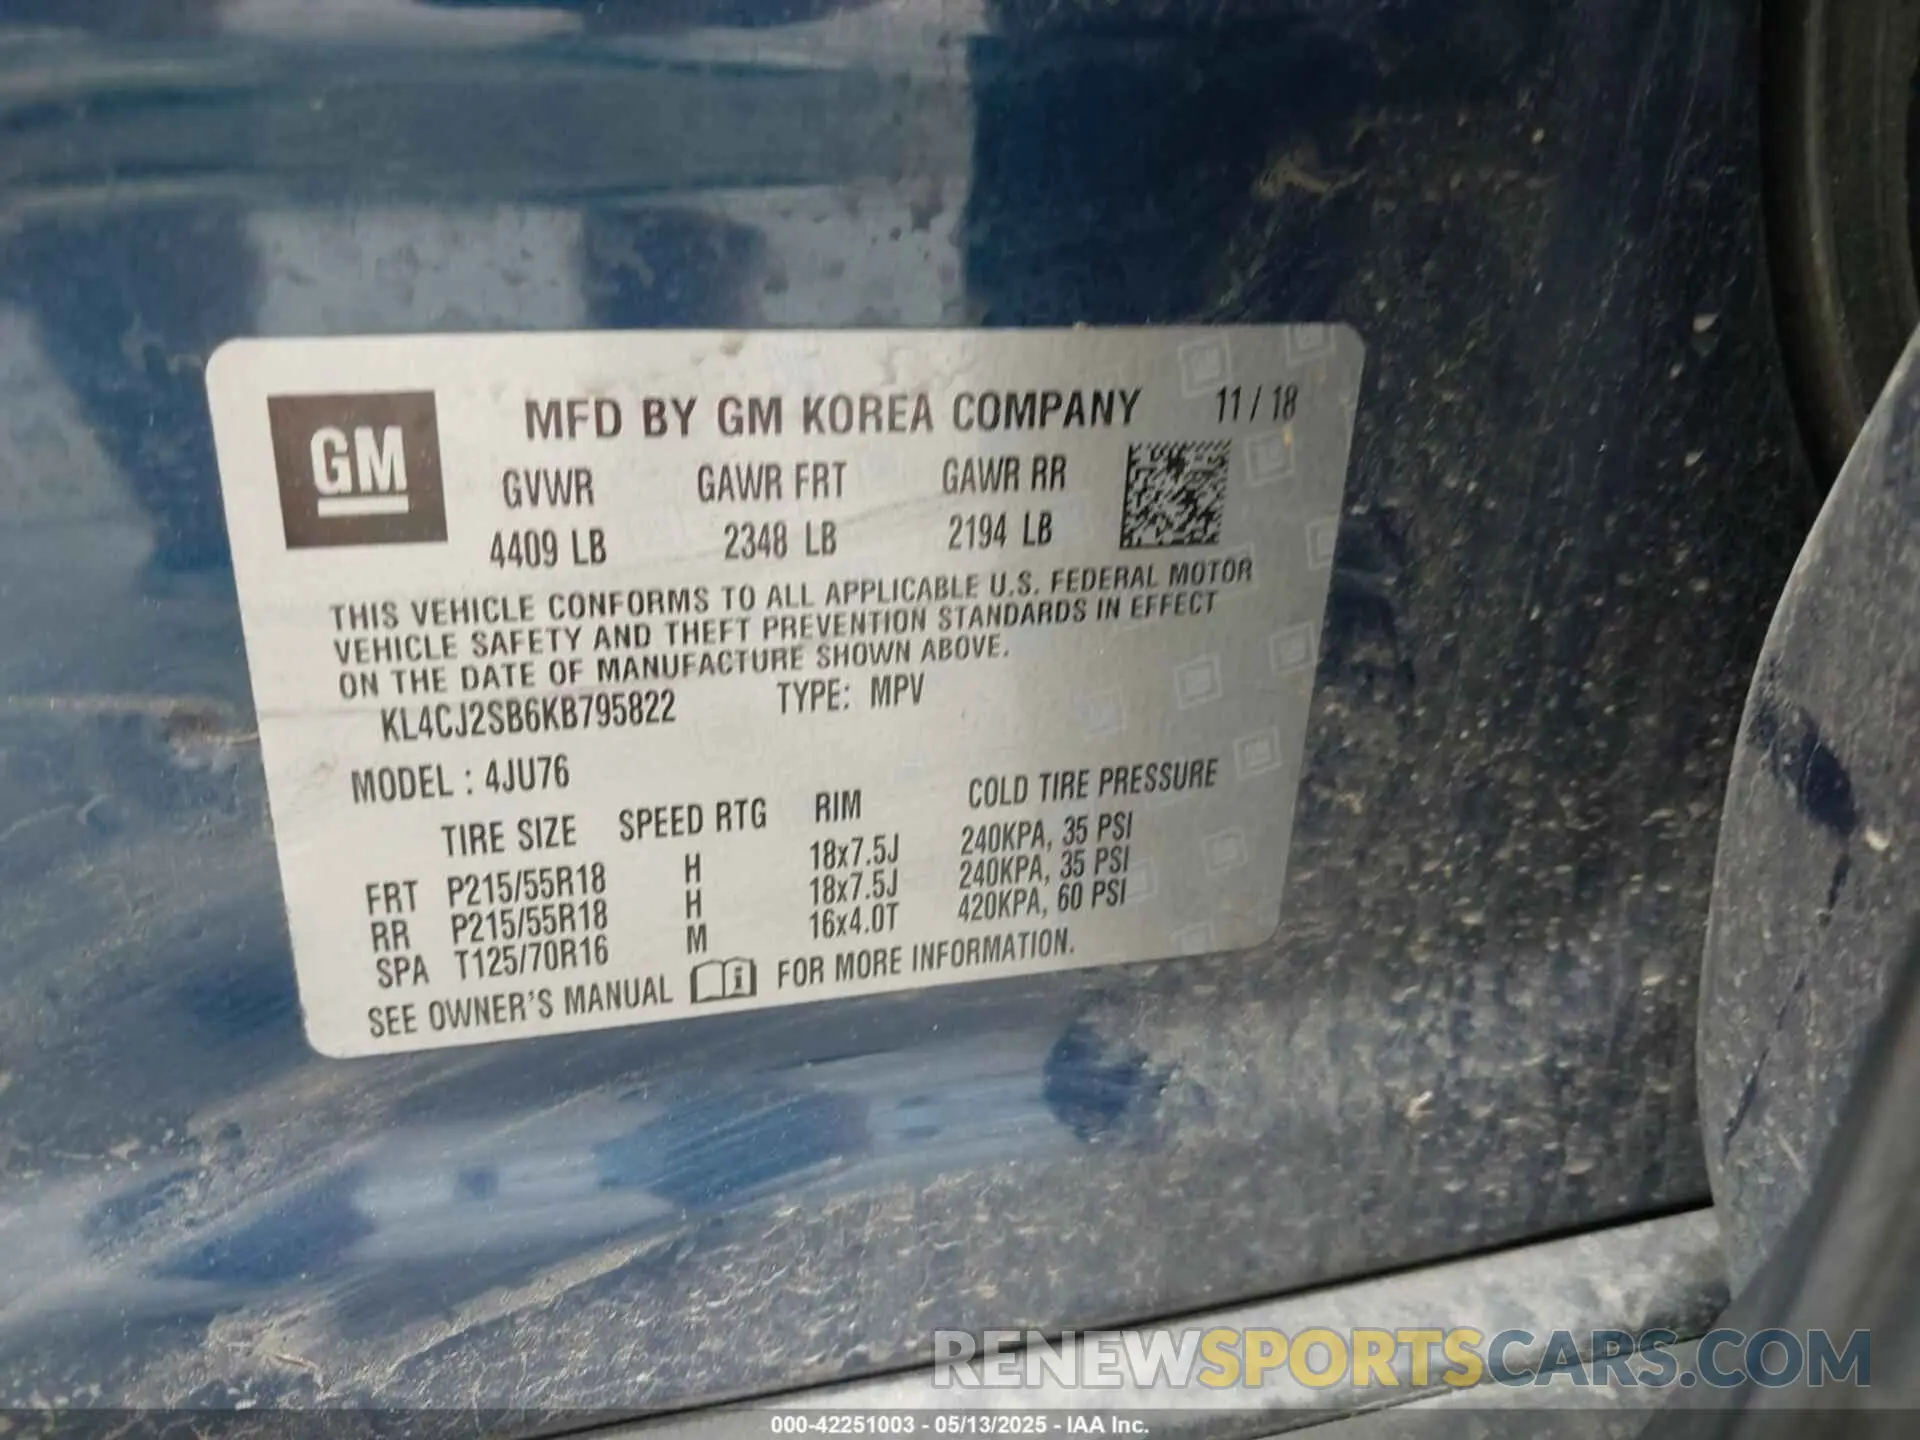 GM
MFD BY GM KOREA COMPANY 11 / 18
GVWR GAWR FRT GAWR RR
4409 LB 2348 LB 2194 LB
THIS VEHICLE CONFORMS TO ALL APPLICABLE U.S. FEDERAL MOTOR
VEHICLE SAFETY AND THEFT PREVENTION STANDARDS IN EFFECT
ON THE DATE OF MANUFACTURE SHOWN ABOVE.
KL4CJ2SB6KB795822 TYPE: MPV
MODEL : 4JU76
TIRE SIZE SPEED RTG RIM COLD TIRE PRESSURE
FRT P215/55R18 H 18x7.5J 240KPA, 35 PSI
RR P215/55R18 H 18x7.5J 240KPA, 35 PSI
SPA T125/70R16 M 16x4.0T 420KPA, 60 PSI
SEE OWNER'S MANUAL i FOR MORE INFORMATION.
RENEWSPORTSCARS.COM
000-42251003 - 05/13/2025 - IAA Inc.